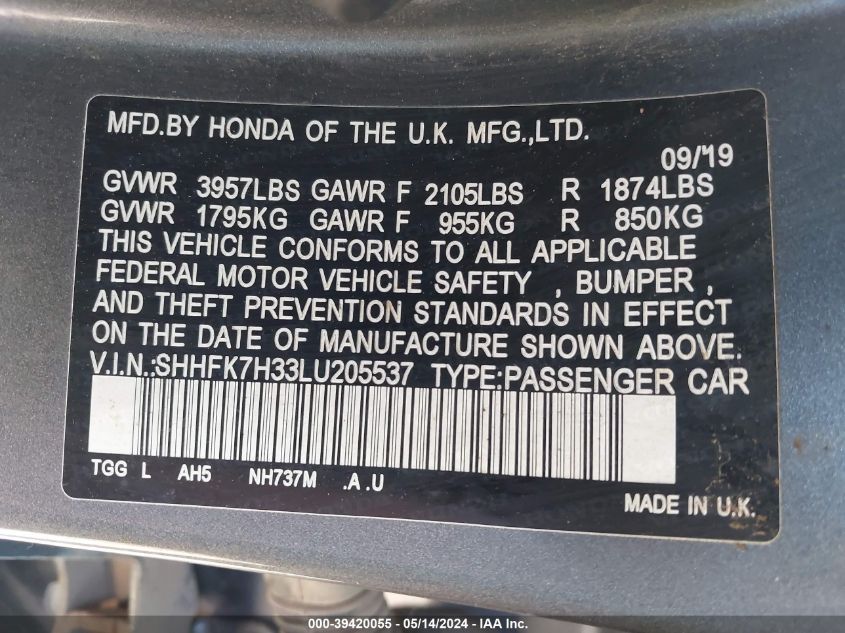 MFD.BY HONDA OF THE U.K. MFG.,LTD.
09/19
GVWR 3957LBS GAWR F 2105LBS R 1874LBS
GVWR 1795KG GAWR F 955KG R 850KG
THIS VEHICLE CONFORMS TO ALL APPLICABLE
FEDERAL MOTOR VEHICLE SAFETY , BUMPER ,
AND THEFT PREVENTION STANDARDS IN EFFECT
ON THE DATE OF MANUFACTURE SHOWN ABOVE.
V.I.N.:SHHFK7H33LU205537 TYPE:PASSENGER CAR
TGG L AH5 NH737M .A .U
MADE IN U.K.
000-39420055 - 05/14/2024 - IAA, Inc.